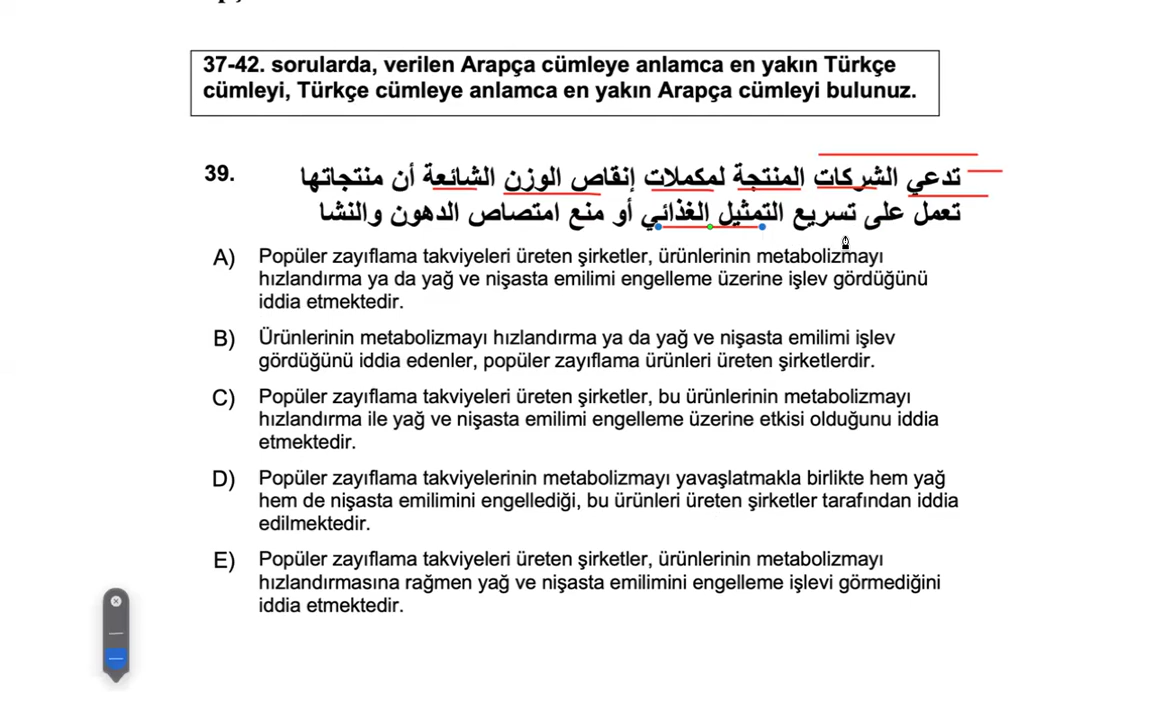 37-42. sorularda, verilen Arapça cümleye anlamca en yakın Türkçe
cümleyi, Türkçe cümleye anlamca en yakın Arapça cümleyi bulunuz.
39. تدعي الشركات المنتجة لمكملات إنقاص الوزن الشائعة أن منتجاتها
تعمل على تسريع التمثيل الغذائي أو منع امتصاص الدهون والنشا
A) Popüler zayıflama takviyeleri üreten şirketler, ürünlerinin metabolizmayı
hızlandırma ya da yağ ve nişasta emilimi engelleme üzerine işlev gördüğünü
iddia etmektedir.
B) Ürünlerinin metabolizmayı hızlandırma ya da yağ ve nişasta emilimi işlev
gördüğünü iddia edenler, popüler zayıflama ürünleri üreten şirketlerdir.
C) Popüler zayıflama takviyeleri üreten şirketler, bu ürünlerinin metabolizmayı
hızlandırma ile yağ ve nişasta emilimi engelleme üzerine etkisi olduğunu iddia
etmektedir.
D) Popüler zayıflama takviyelerinin metabolizmayı yavaşlatmakla birlikte hem yağ
hem de nişasta emilimini engellediği, bu ürünleri üreten şirketler tarafından iddia
edilmektedir.
E) Popüler zayıflama takviyeleri üreten şirketler, ürünlerinin metabolizmayı
hızlandırmasına rağmen yağ ve nişasta emilimini engelleme işlevi görmediğini
iddia etmektedir.